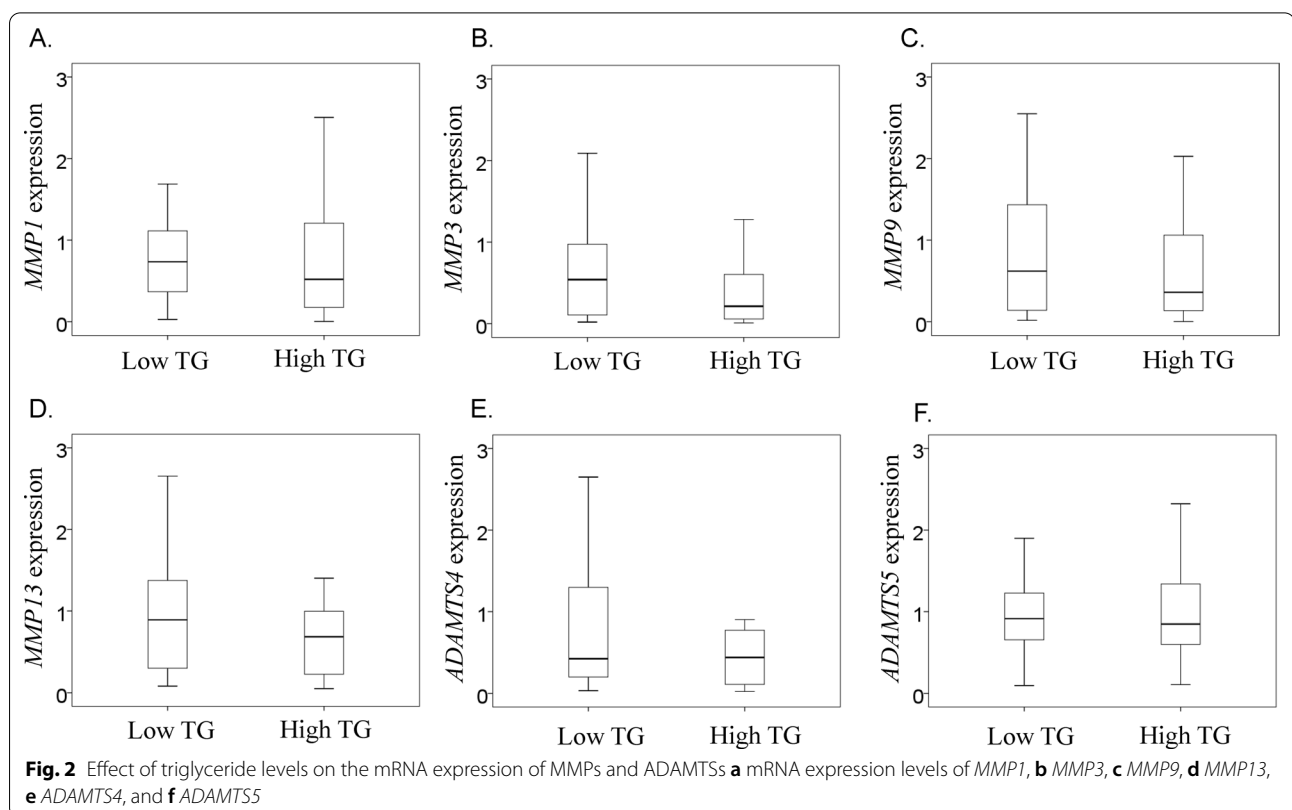 A.
MMP1 expression
3
2
1
0
Low TG High TG
B.
MMP3 expression
3
2
1
0
Low TG High TG
C.
MMP9 expression
3
2
1
0
Low TG High TG
D.
MMP13 expression
3
2
1
0
Low TG High TG
E.
ADAMTS4 expression
3
2
1
0
Low TG High TG
F.
ADAMTS5 expression
3
2
1
0
Low TG High TG
Fig. 2 Effect of triglyceride levels on the mRNA expression of MMPs and ADAMTSs a mRNA expression levels of MMP1, b MMP3, c MMP9, d MMP13,
e ADAMTS4, and f ADAMTS5